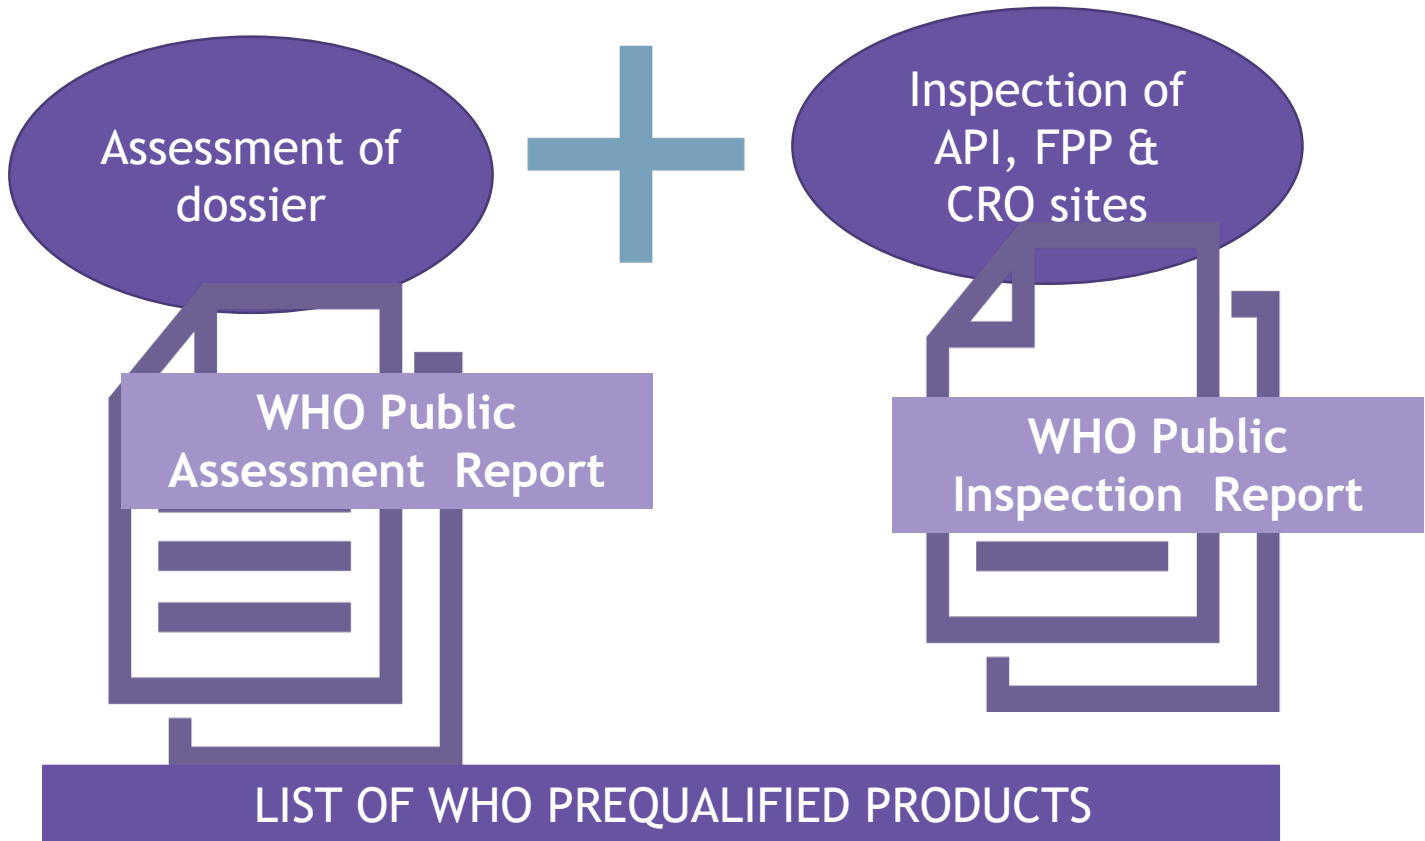 Assessment of
dossier
Inspection of
API, FPP &
CRO sites
WHO Public
Assessment  Report
WHO Public
Inspection  Report
LIST OF WHO PREQUALIFIED PRODUCTS